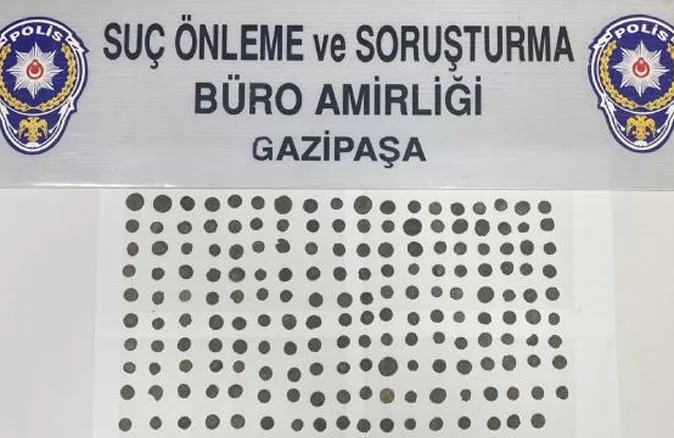 POLİS
SUÇ ÖNLEME ve SORUŞTURMA
BÜRO AMİRLİĞİ
GAZİPAŞA
POLİS